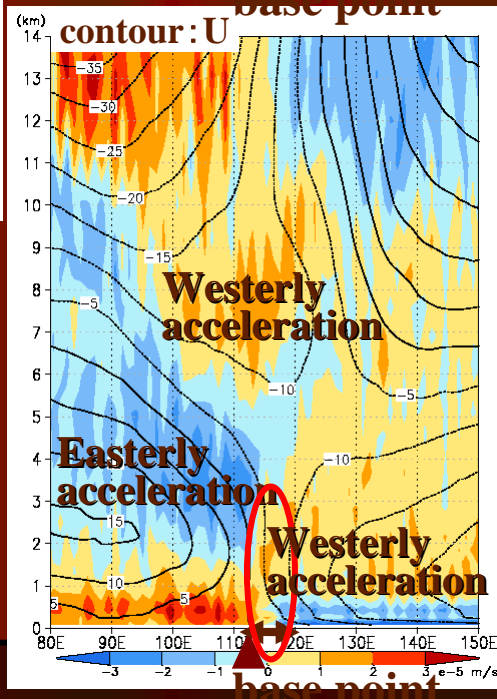 base point
(km)
contour:U
14
13
12
11
10
9
8
7
6
5
4
3
2
1
0
-35
-30
-25
-20
-15
-5
-10
-5
-10
15
10
5
5
Westerly
acceleration
Easterly
acceleration
Westerly
acceleration
80E 90E 100E 110E 120E 130E 140E 150E
-3 -2 -1 0 1 2 3 e-5 m/s
base point